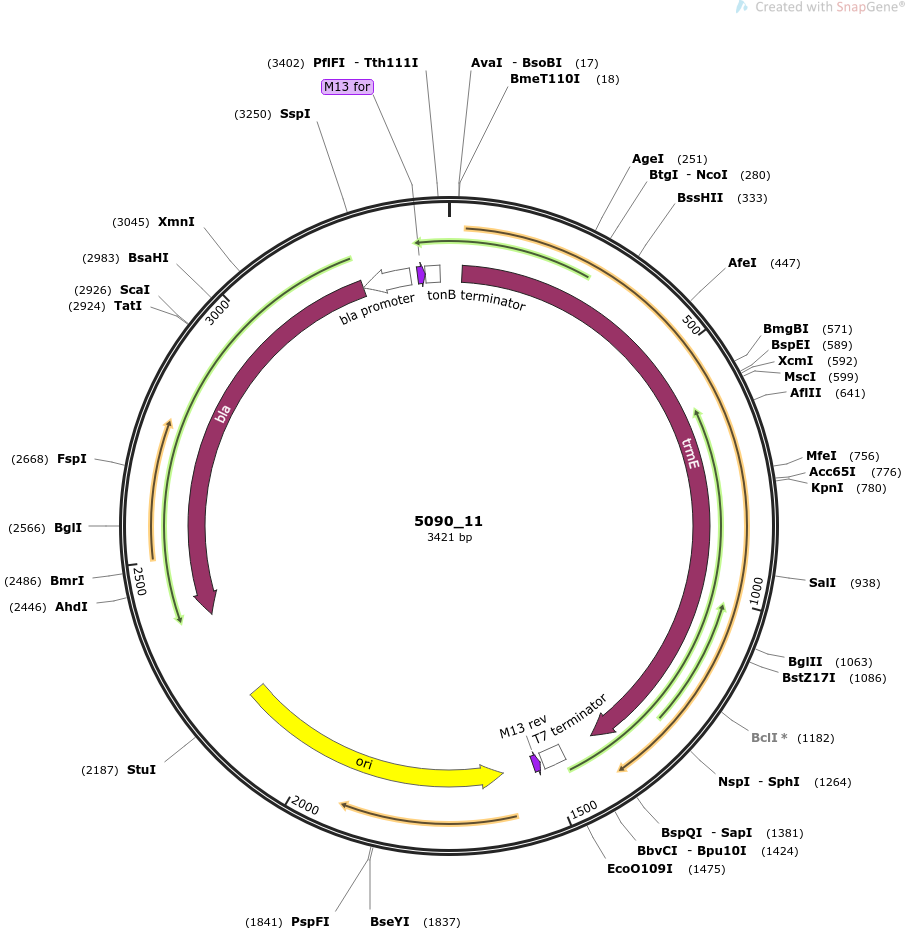 Created with SnapGene®
(3402) PflFI - Tth111I
AvaI - BsoBI (17)
BmeT110I (18)
M13 for
(3250) SspI
AgeI (251)
BtgI - NcoI (280)
BssHII (333)
(3045) XmnI
(2983) BsaHI
(2926) ScaI
(2924) TatI
AfeI (447)
3000
500
bla promoter
tonB terminator
BmgBI (571)
BspEI (589)
XcmI (592)
MscI (599)
AflII (641)
bla
trmE
(2668) FspI
MfeI (756)
Acc65I (776)
KpnI (780)
(2566) BglI
5090_11
3421 bp
(2486) BmrI
2500
(2446) AhdI
SalI (938)
1000
BglII (1063)
BstZ17I (1086)
BclI * (1182)
M13 rev
T7 terminator
ori
(2187) StuI
NspI - SphI (1264)
2000
1500
BspQI - SapI (1381)
BbvCI - Bpu10I (1424)
EcoO109I (1475)
(1841) PspFI
BseYI (1837)